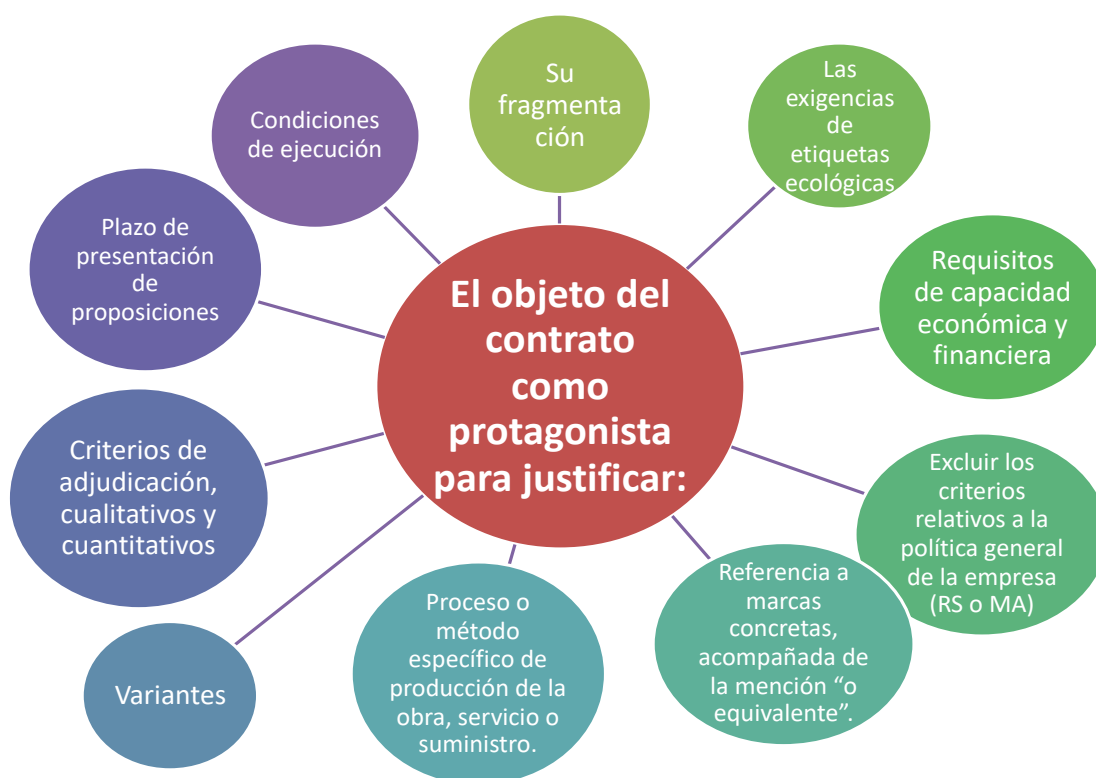 El objeto del
contrato
como
protagonista
para justificar:
Su
fragmenta
ción
Las
exigencias
de
etiquetas
ecológicas
Requisitos
de capacidad
económica y
financiera
Excluir los
criterios
relativos a la
política general
de la empresa
(RS o MA)
Referencia a
marcas
concretas,
acompañada de
la mención “o
equivalente”.
Proceso o
método
específico de
producción de la
obra, servicio o
suministro.
Variantes
Criterios de
adjudicación,
cualitativos y
cuantitativos
Plazo de
presentación
de
proposiciones
Condiciones
de ejecución